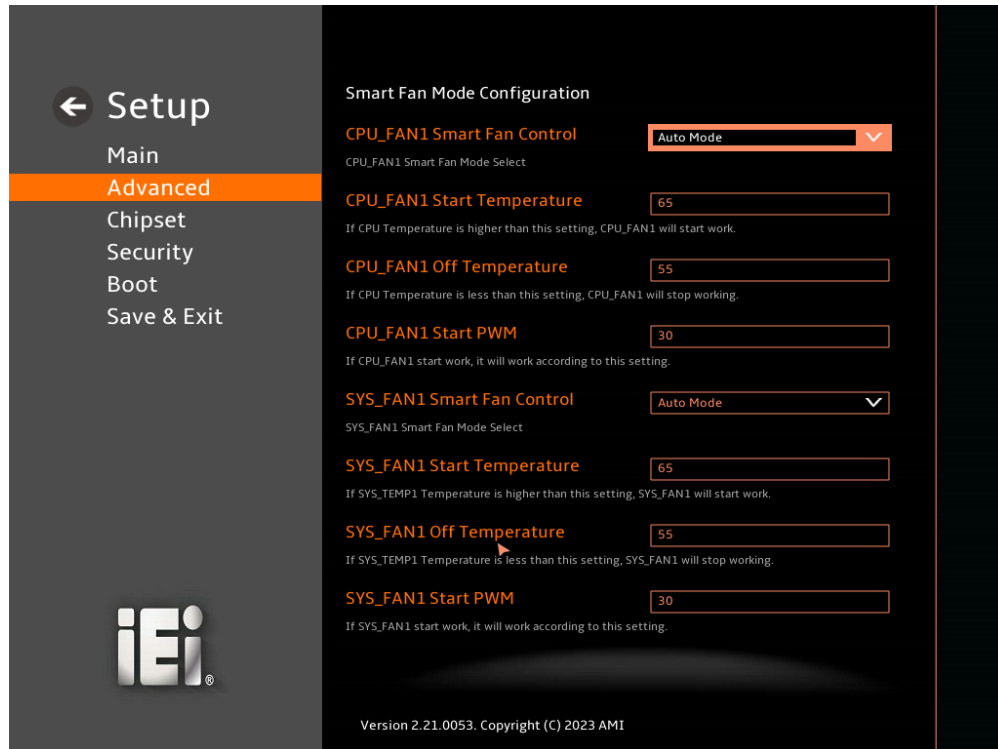 Setup
Main
Advanced
Chipset
Security
Boot
Save & Exit
iEi®
Smart Fan Mode Configuration
CPU_FAN1 Smart Fan Control
Auto Mode
CPU_FAN1 Smart Fan Mode Select
CPU_FAN1 Start Temperature
65
If CPU Temperature is higher than this setting, CPU_FAN1 will start work.
CPU_FAN1 Off Temperature
55
If CPU Temperature is less than this setting, CPU_FAN1 will stop working.
CPU_FAN1 Start PWM
30
If CPU_FAN1 start work, it will work according to this setting.
SYS_FAN1 Smart Fan Control
Auto Mode
SYS_FAN1 Smart Fan Mode Select
SYS_FAN1 Start Temperature
65
If SYS_TEMP1 Temperature is higher than this setting, SYS_FAN1 will start work.
SYS_FAN1 Off Temperature
55
If SYS_TEMP1 Temperature is less than this setting, SYS_FAN1 will stop working.
SYS_FAN1 Start PWM
30
If SYS_FAN1 start work, it will work according to this setting.
Version 2.21.0053. Copyright (C) 2023 AMI